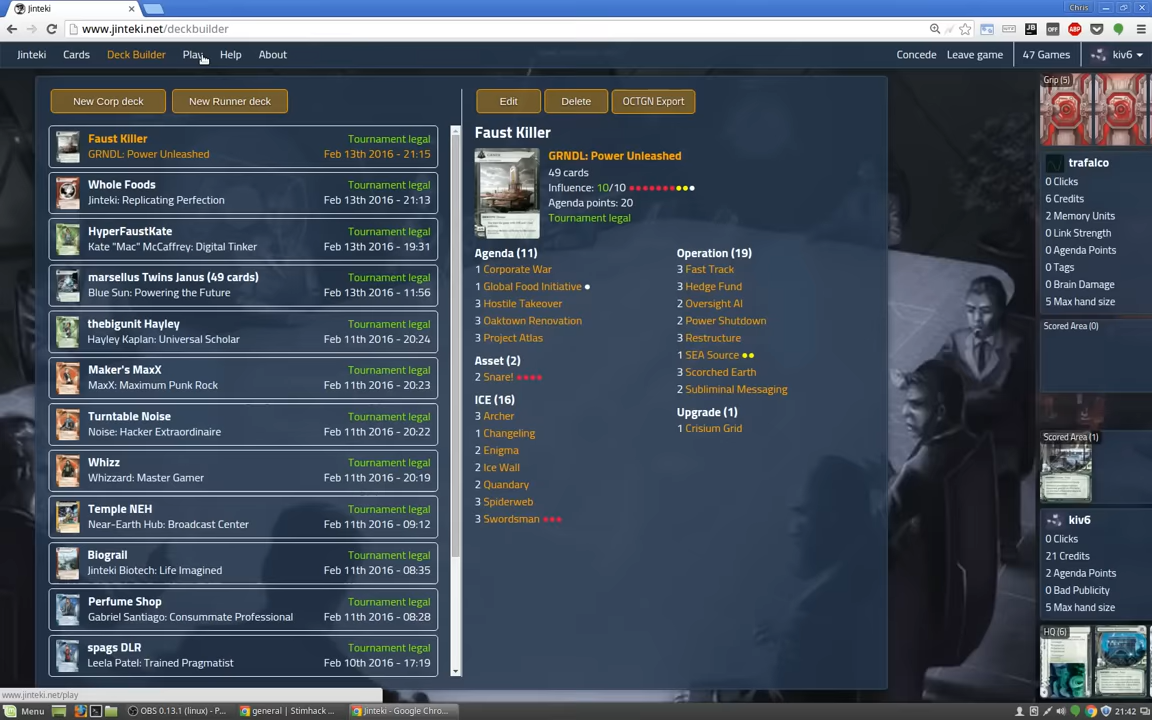 Jinteki
Chris
www.jinteki.net/deckbuilder
Jinteki
Cards
Deck Builder
Play
Help
About
Concede
Leave game
47 Games
kiv6
New Corp deck
New Runner deck
Faust Killer
Tournament legal
GRNDL: Power Unleashed
Feb 13th 2016 - 21:15
Whole Foods
Tournament legal
Jinteki: Replicating Perfection
Feb 13th 2016 - 21:13
HyperFaustKate
Tournament legal
Kate "Mac" McCaffrey: Digital Tinker
Feb 13th 2016 - 19:31
marsellus Twins Janus (49 cards)
Tournament legal
Blue Sun: Powering the Future
Feb 13th 2016 - 11:56
thebigunit Hayley
Tournament legal
Hayley Kaplan: Universal Scholar
Feb 11th 2016 - 20:24
Maker's MaxX
Tournament legal
MaxX: Maximum Punk Rock
Feb 11th 2016 - 20:23
Turntable Noise
Tournament legal
Noise: Hacker Extraordinaire
Feb 11th 2016 - 20:22
Whizz
Tournament legal
Whizzard: Master Gamer
Feb 11th 2016 - 20:19
Temple NEH
Tournament legal
Near-Earth Hub: Broadcast Center
Feb 11th 2016 - 09:12
Biograil
Tournament legal
Jinteki Biotech: Life Imagined
Feb 11th 2016 - 08:35
Perfume Shop
Tournament legal
Gabriel Santiago: Consummate Professional
Feb 11th 2016 - 08:28
spags DLR
Tournament legal
Leela Patel: Trained Pragmatist
Feb 10th 2016 - 17:19
Edit
Delete
OCTGN Export
Faust Killer
GRNDL: Power Unleashed
49 cards
Influence: 10/10
Agenda points: 20
Tournament legal
Agenda (11)
1 Corporate War
1 Global Food Initiative
3 Hostile Takeover
3 Oaktown Renovation
3 Project Atlas
Asset (2)
2 Snare!
ICE (16)
3 Archer
1 Changeling
2 Enigma
2 Ice Wall
2 Quandary
3 Spiderweb
3 Swordsman
Operation (19)
3 Fast Track
3 Hedge Fund
2 Oversight AI
2 Power Shutdown
3 Restructure
1 SEA Source
3 Scorched Earth
2 Subliminal Messaging
Upgrade (1)
1 Crisium Grid
Grip (5)
trafalco
0 Clicks
6 Credits
2 Memory Units
0 Link Strength
0 Agenda Points
0 Tags
0 Brain Damage
5 Max hand size
Scored Area (0)
Scored Area (1)
kiv6
0 Clicks
21 Credits
2 Agenda Points
0 Bad Publicity
5 Max hand size
HQ (6)
www.jinteki.net/play
Menu
OBS 0.13.1 (linux) - P...
general | Stimhack ...
Jinteki - Google Chro...
21:42